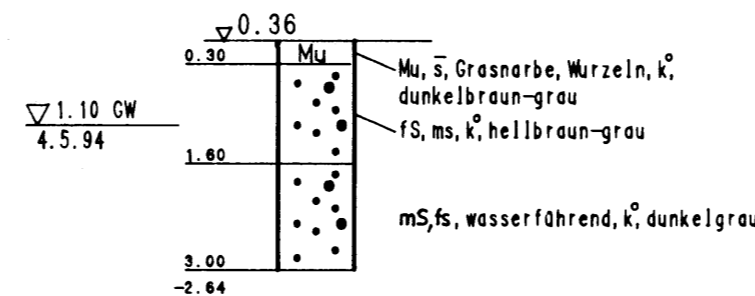 0.36
0.30
Mu
Mu, s̄, Grasnarbe, Wurzeln, k°,
dunkelbraun-grau
1.10 GW
4.5.94
fS, ms, k°, hellbraun-grau
1.60
mS, fs, wasserführend, k°, dunkelgrau
3.00
-2.64